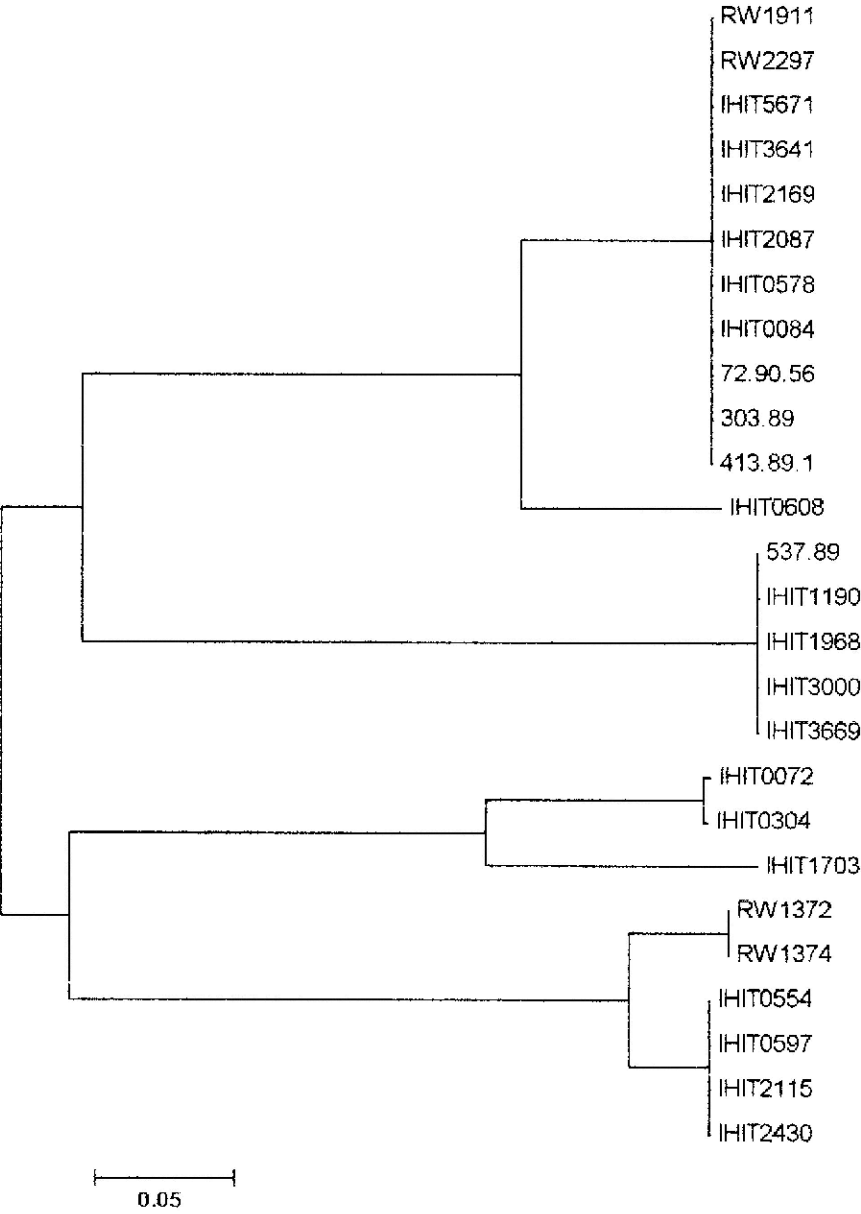 RW1911
RW2297
IHIT5671
IHIT3641
IHIT2169
IHIT2087
IHIT0578
IHIT0084
72.90.56
303.89
413.89.1
IHIT0608
537.89
IHIT1190
IHIT1968
IHIT3000
IHIT3669
IHIT0072
IHIT0304
IHIT1703
RW1372
RW1374
IHIT0554
IHIT0597
IHIT2115
IHIT2430
0.05